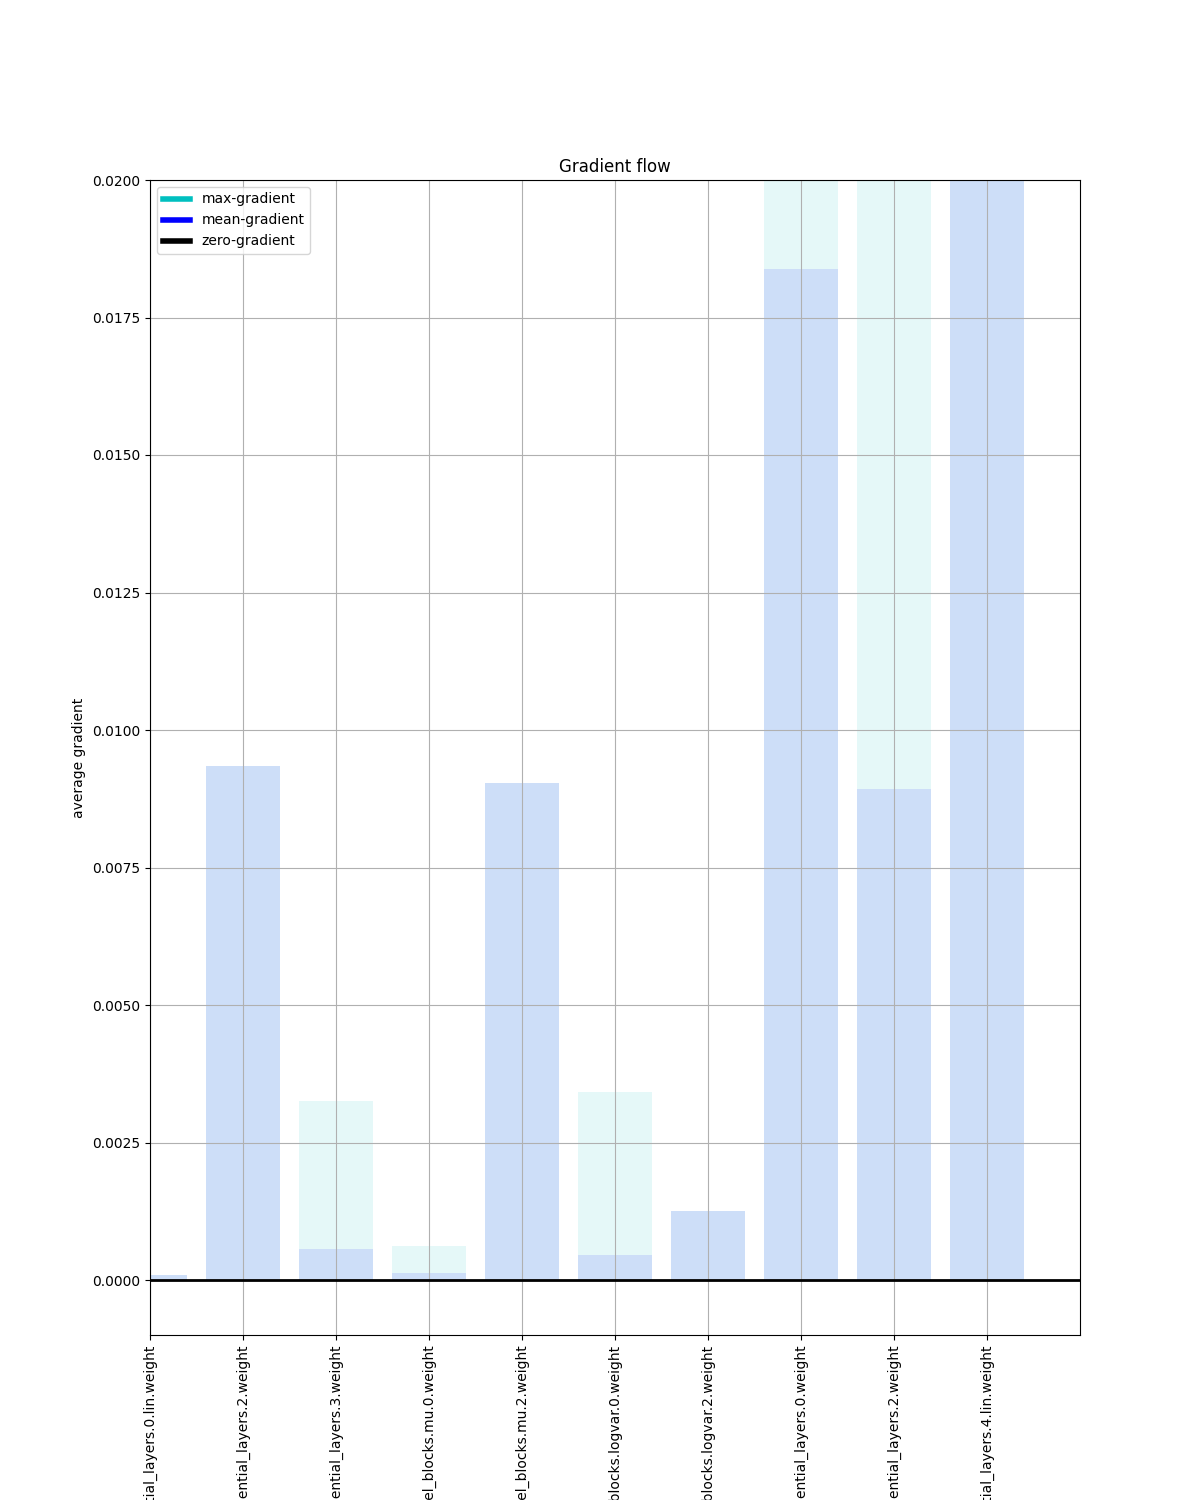 Gradient flow
max-gradient
mean-gradient
zero-gradient
0.0200
0.0175
0.0150
0.0125
0.0100
0.0075
0.0050
0.0025
0.0000
average gradient
tial_layers.0.lin.weight
ential_layers.2.weight
ential_layers.3.weight
el_blocks.mu.0.weight
el_blocks.mu.2.weight
blocks.logvar.0.weight
blocks.logvar.2.weight
ential_layers.0.weight
ential_layers.2.weight
tial_layers.4.lin.weight